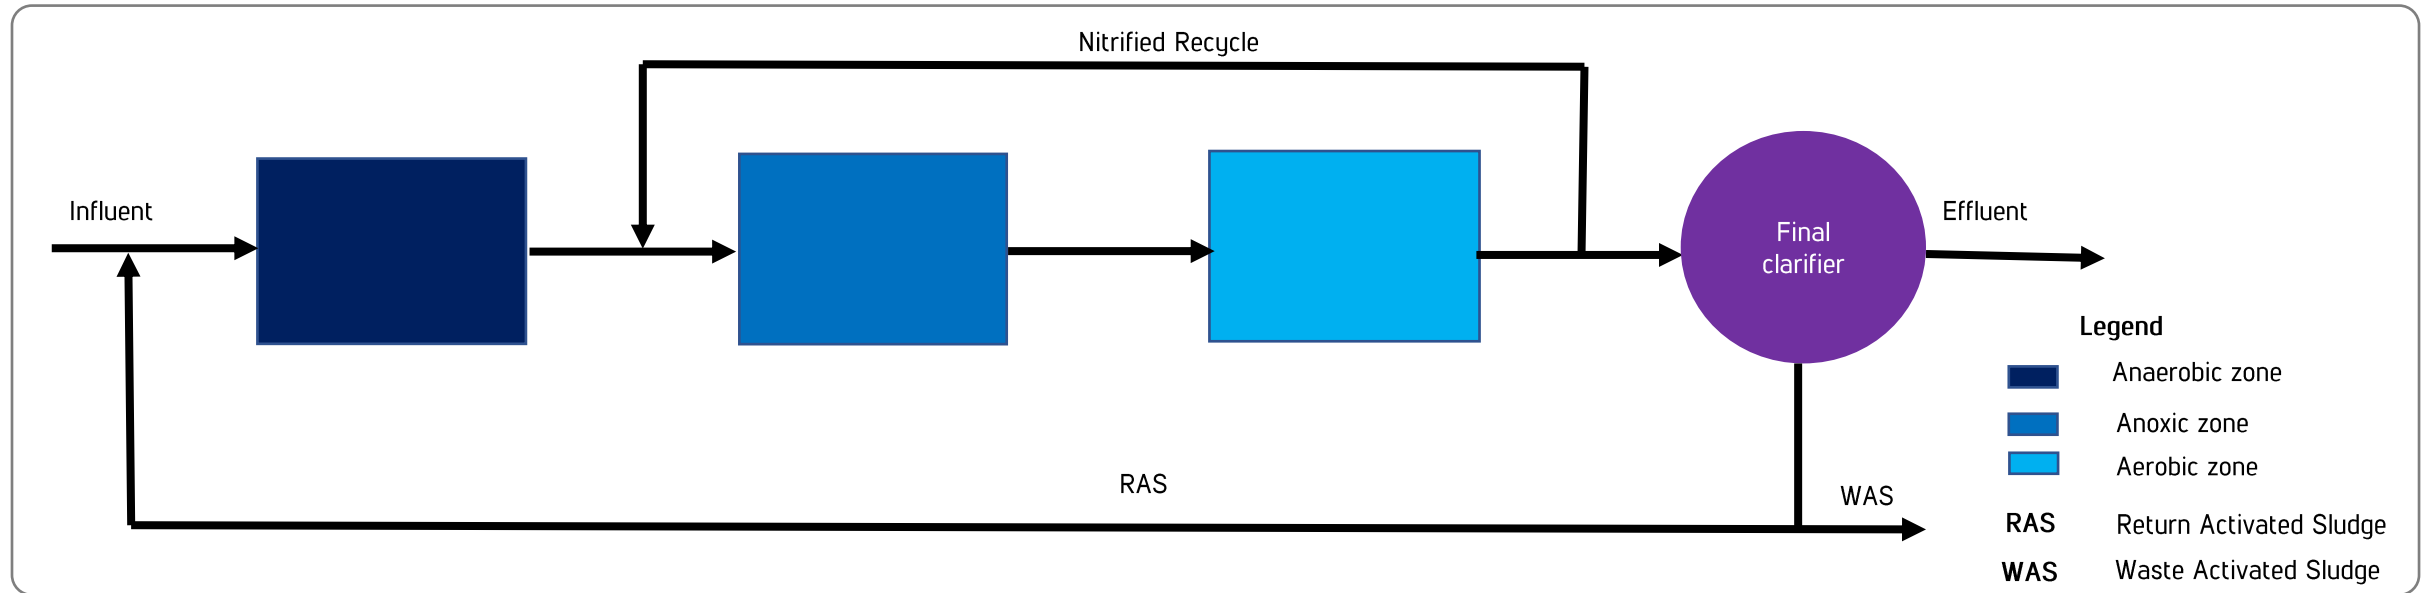 Nitrified Recycle
Influent
Final
clarifier
Effluent
Legend
Anaerobic zone
Anoxic zone
Aerobic zone
RAS
WAS
RAS Return Activated Sludge
WAS Waste Activated Sludge